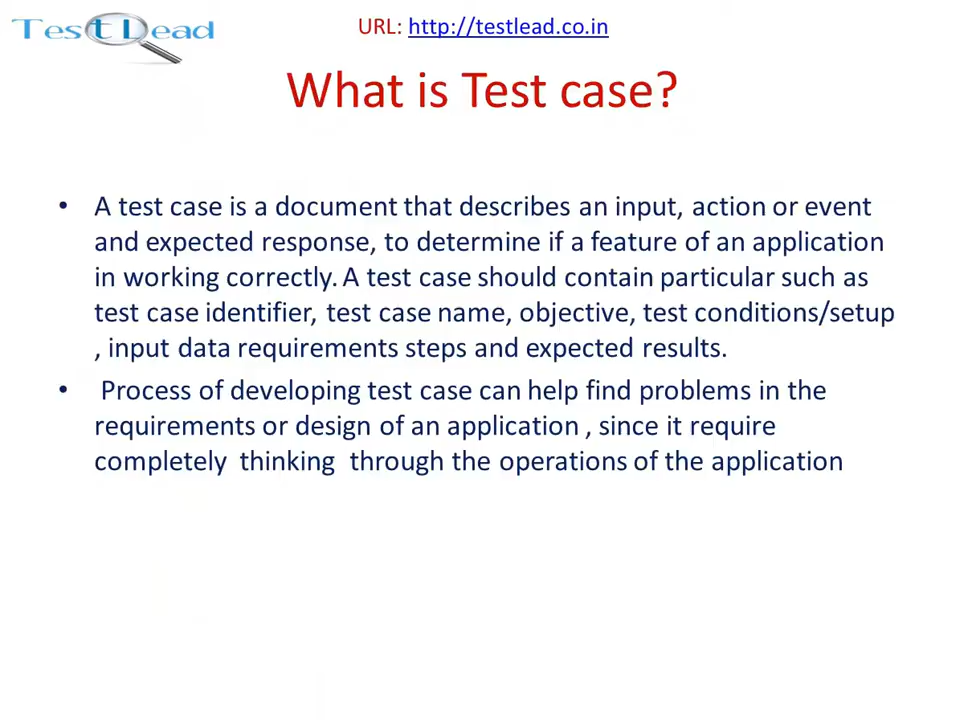 Test Lead
URL: http://testlead.co.in
What is Test case?
• A test case is a document that describes an input, action or event
and expected response, to determine if a feature of an application
in working correctly. A test case should contain particular such as
test case identifier, test case name, objective, test conditions/setup
, input data requirements steps and expected results.
• Process of developing test case can help find problems in the
requirements or design of an application , since it require
completely thinking through the operations of the application